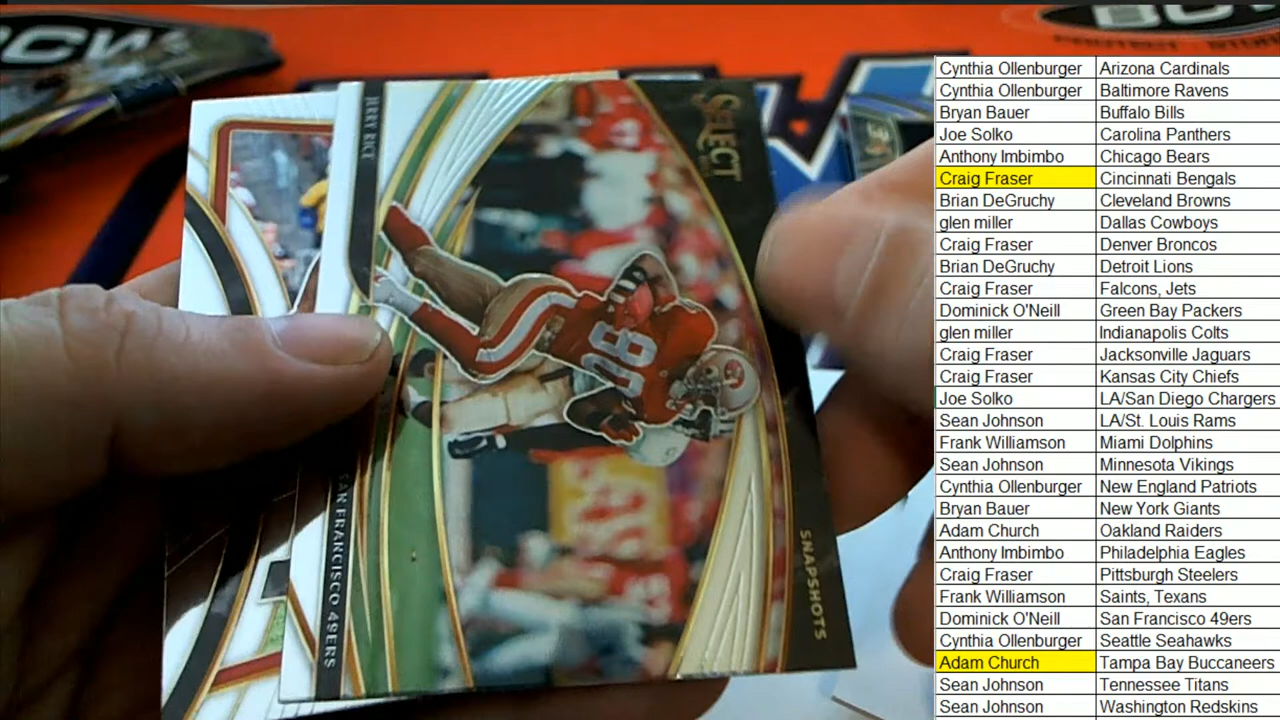 BCW
BCW
PROTECT
JERRY RICE
SELECT
80
SAN FRANCISCO 49ERS
SNAPSHOTS
Cynthia Ollenburger Arizona Cardinals
Cynthia Ollenburger Baltimore Ravens
Bryan Bauer Buffalo Bills
Joe Solko Carolina Panthers
Anthony Imbimbo Chicago Bears
Craig Fraser Cincinnati Bengals
Brian DeGruchy Cleveland Browns
glen miller Dallas Cowboys
Craig Fraser Denver Broncos
Brian DeGruchy Detroit Lions
Craig Fraser Falcons, Jets
Dominick O'Neill Green Bay Packers
glen miller Indianapolis Colts
Craig Fraser Jacksonville Jaguars
Craig Fraser Kansas City Chiefs
Joe Solko LA/San Diego Chargers
Sean Johnson LA/St. Louis Rams
Frank Williamson Miami Dolphins
Sean Johnson Minnesota Vikings
Cynthia Ollenburger New England Patriots
Bryan Bauer New York Giants
Adam Church Oakland Raiders
Anthony Imbimbo Philadelphia Eagles
Craig Fraser Pittsburgh Steelers
Frank Williamson Saints, Texans
Dominick O'Neill San Francisco 49ers
Cynthia Ollenburger Seattle Seahawks
Adam Church Tampa Bay Buccaneers
Sean Johnson Tennessee Titans
Sean Johnson Washington Redskins